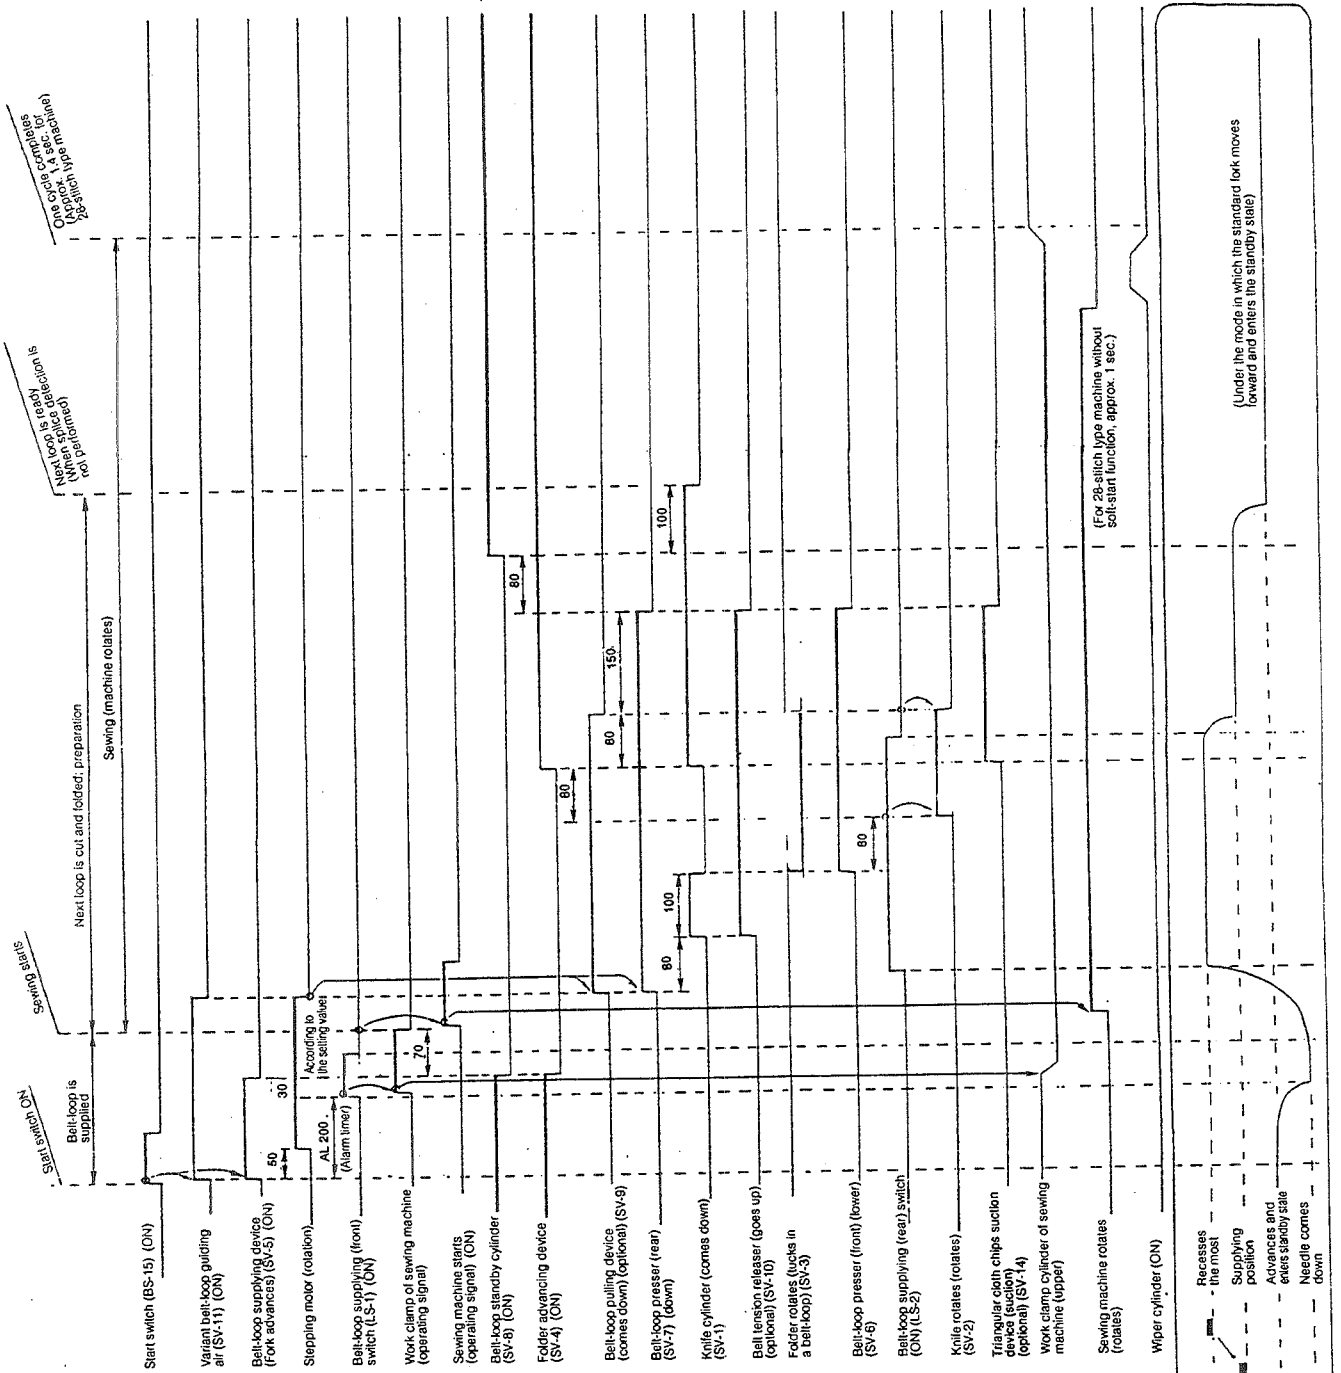 Start switch ON
Sewing starts
Next loop is ready
(When splice detection is
not performed)
One cycle completes
(Approx. 1.4 sec. for
28-stitch type machine)
Belt-loop is
supplied
Next loop is cut and folded; preparation
Sewing (machine rotates)
Start switch (BS-15) (ON)
Variant belt-loop guiding
air (SV-11) (ON)
Belt-loop supplying device
(Fork advances) (SV-5) (ON)
50
30
Stepping motor (rotation)
According to
the setting value
AL 200
(Alarm timer)
Belt-loop supplying (front)
switch (LS-1) (ON)
Work clamp of sewing machine
(operating signal)
70
Sewing machine starts
(operating signal) (ON)
Belt-loop standby cylinder
(SV-8) (ON)
80
Folder advancing device
(SV-4) (ON)
80
Belt-loop pulling device
(comes down) (optional) (SV-9)
80
150
Belt-loop presser (rear)
(SV-7) (down)
80
100
100
Knife cylinder (comes down)
(SV-1)
Belt tension releaser (goes up)
(optional) (SV-10)
Folder rotates (tucks in
a belt-loop) (SV-3)
Belt-loop presser (front) (lower)
(SV-6)
80
Belt-loop supplying (rear) switch
(ON) (LS-2)
Knife rotates (rotates)
(SV-2)
Triangular cloth chips suction
device (suction)
(optional) (SV-14)
Work clamp cylinder of sewing
machine (upper)
Sewing machine rotates
(rotates)
(For 28-stitch type machine without
soft-start function, approx. 1 sec.)
Wiper cylinder (ON)
Recesses
the most
Supplying
position
Advances and
enters standby state
Needle comes
down
(Under the mode in which the standard fork moves
forward and enters the standby state)